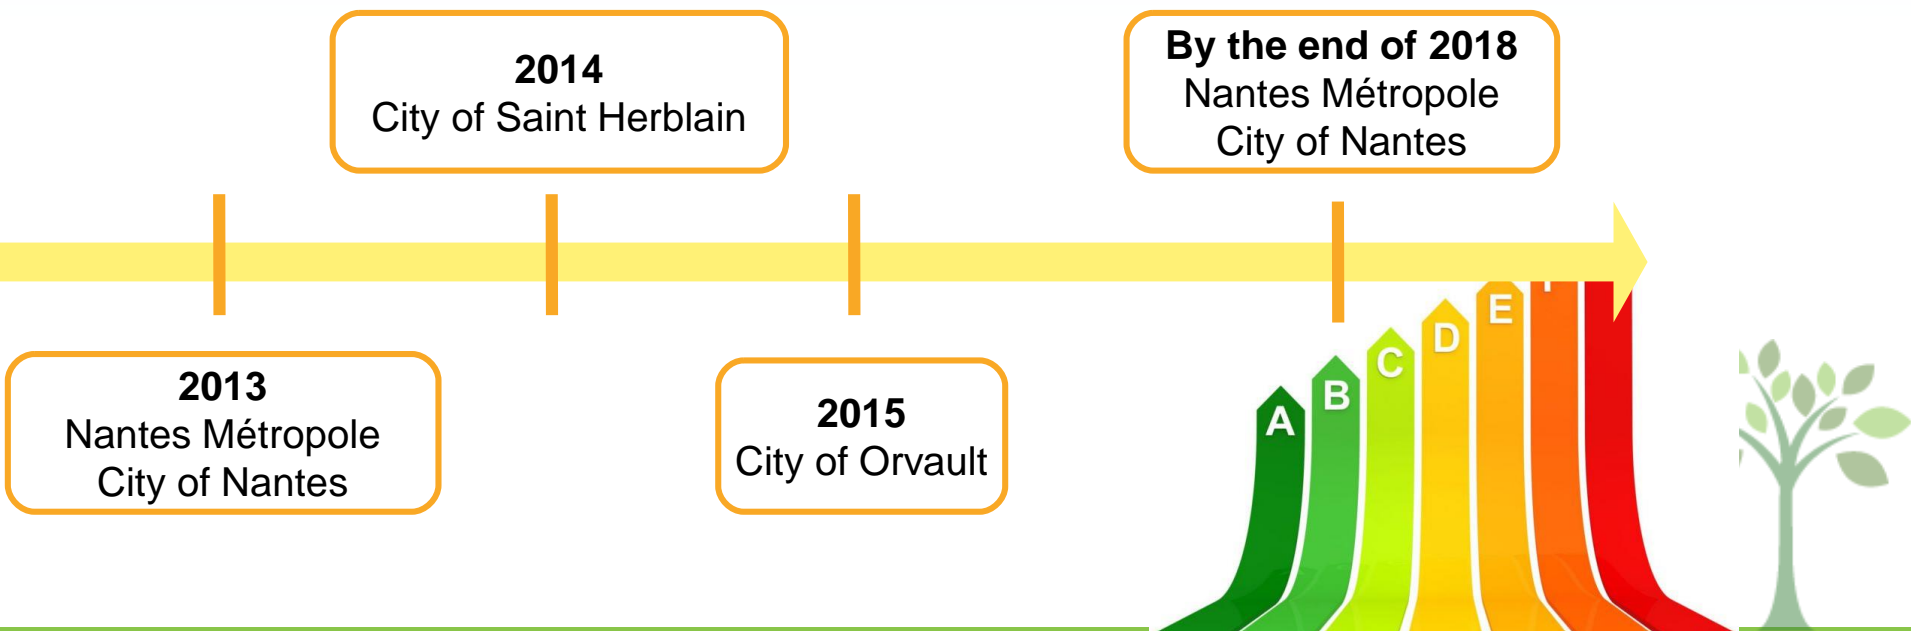 2014
City of Saint Herblain
By the end of 2018
Nantes Métropole
City of Nantes
2013
Nantes Métropole
City of Nantes
2015
City of Orvault
A
B
C
D
E